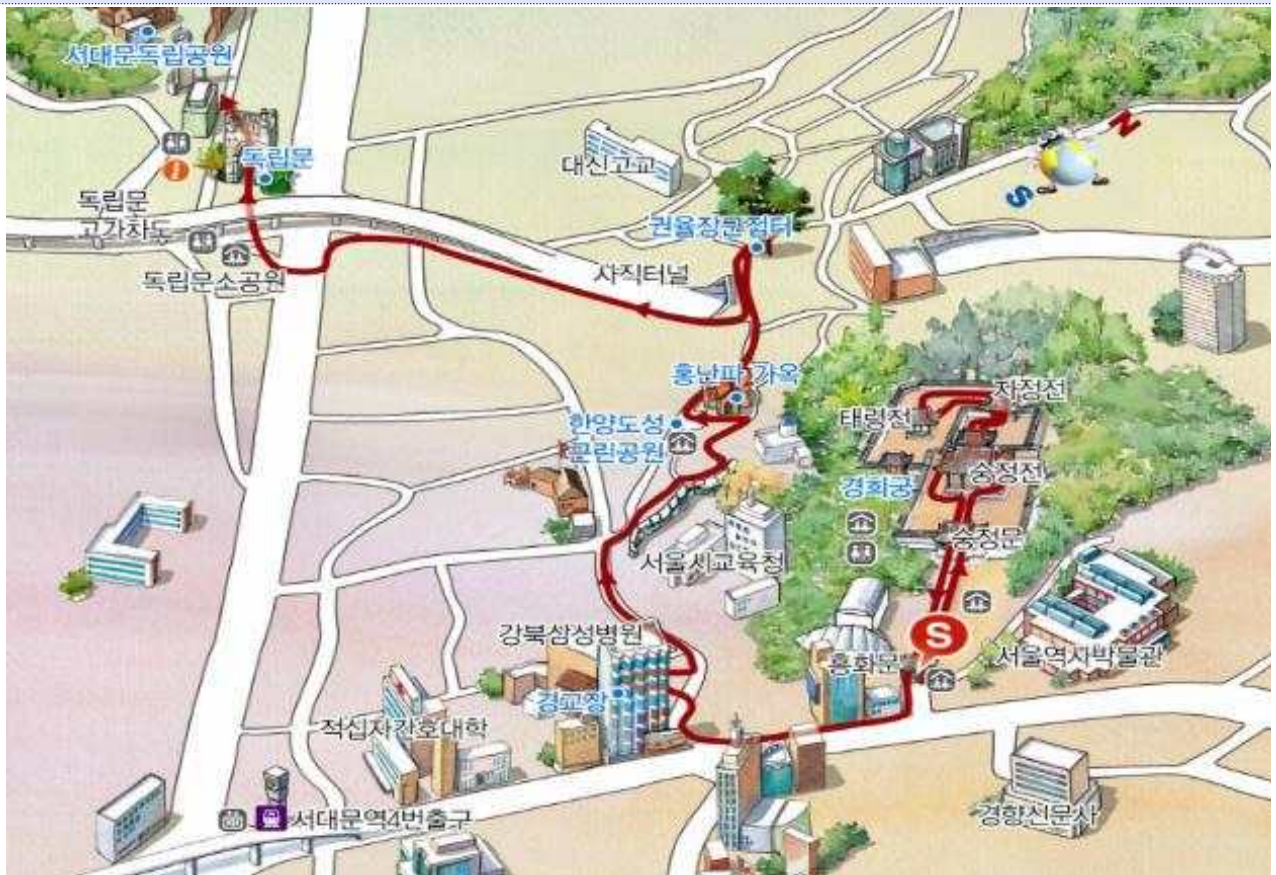 서대문독립공원
독립문
독립문
고가차도
독립문소공원
대신고교
권율장군집터
사직터널
N
S
홍난파 가옥
한양도성
근린공원
자정전
태령전
숭정전
경희궁
숭정문
서울시교육청
S
강북삼성병원
흥화문
서울역사박물관
경교장
적십자간호대학
경향신문사
서대문역4번출구